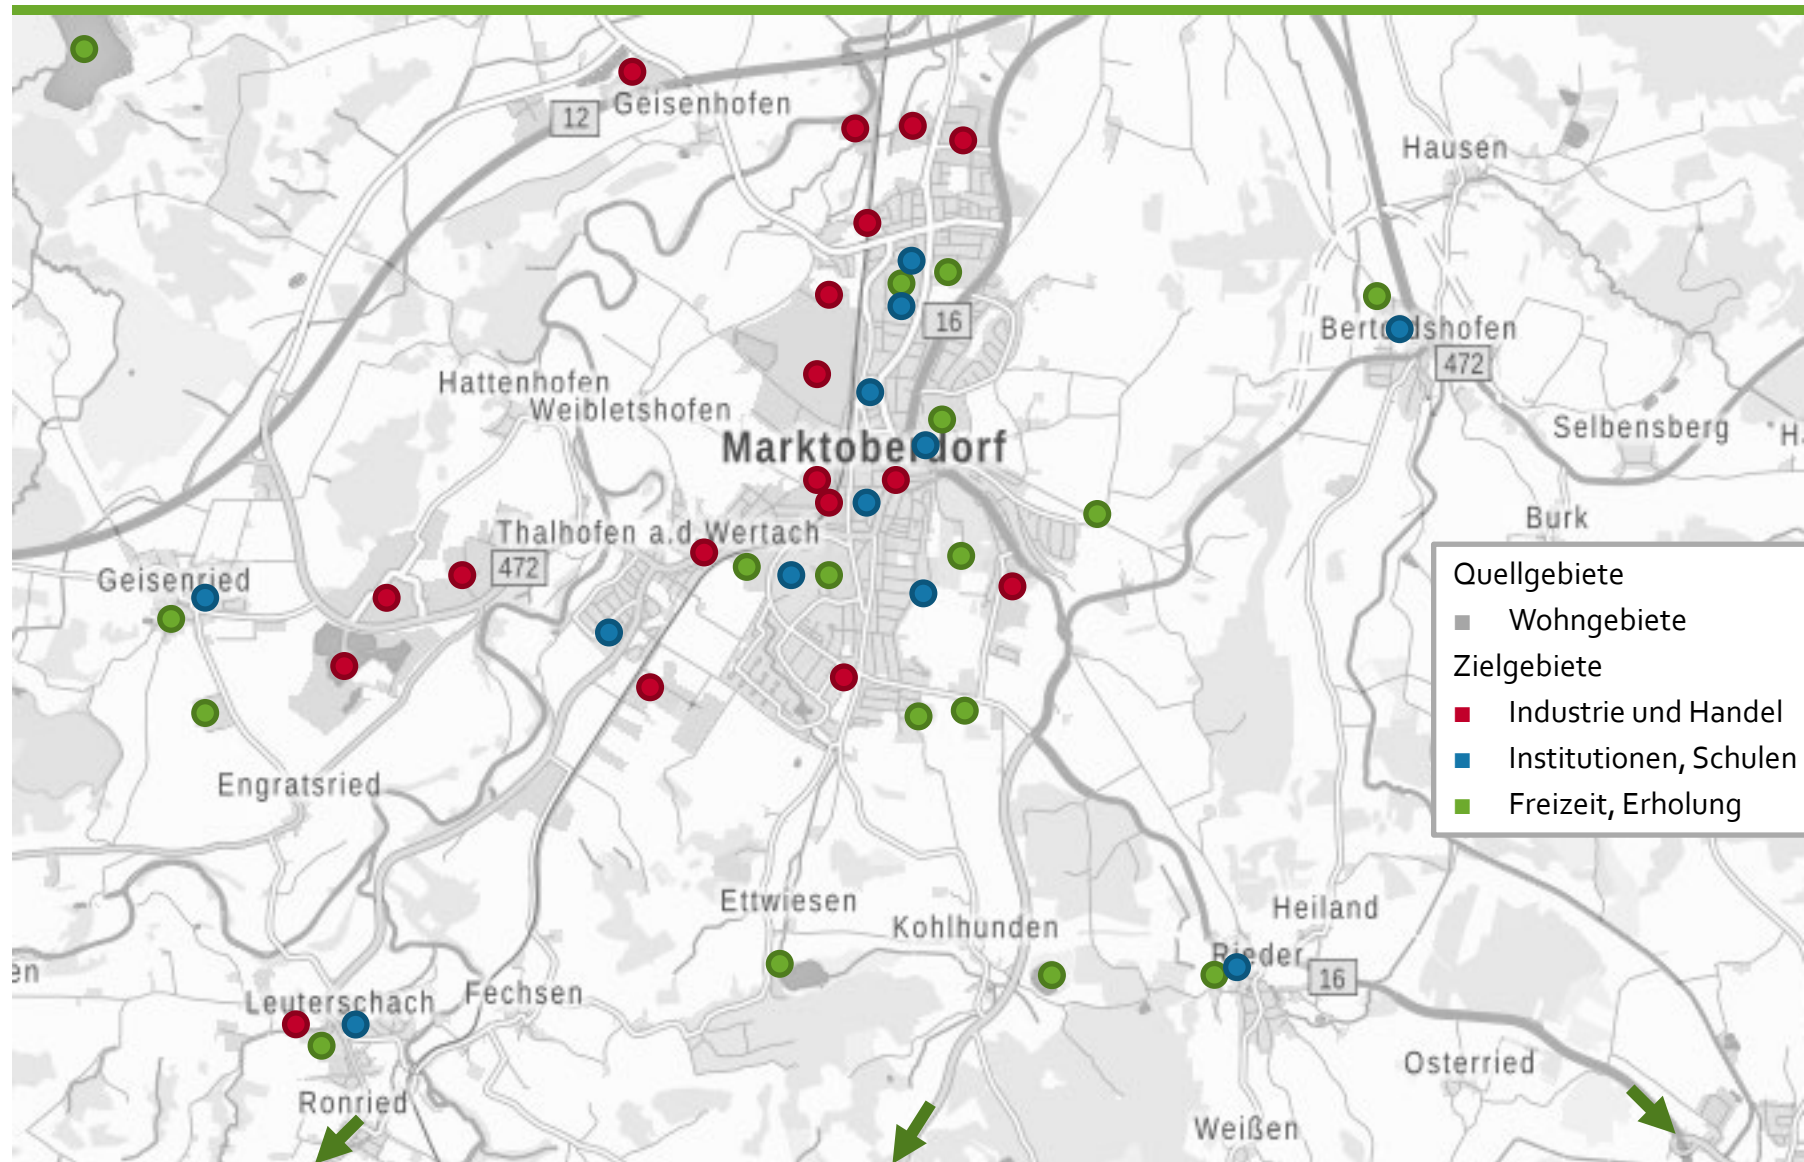 Geisenhofen
12
Hausen
16
Bertoldshofen
472
Hattenhofen
Weibletshofen
Selbensberg
H
Marktoberdorf
Burk
Thalhofen a.d.Wertach
472
Geisenried
Quellgebiete
Wohngebiete
Zielgebiete
Industrie und Handel
Institutionen, Schulen
Freizeit, Erholung
Engratsried
Ettwiesen
Kohlhunden
Heiland
Rieder
16
en
Leuterschach
Fechsen
Osterried
Ronried
Weißen